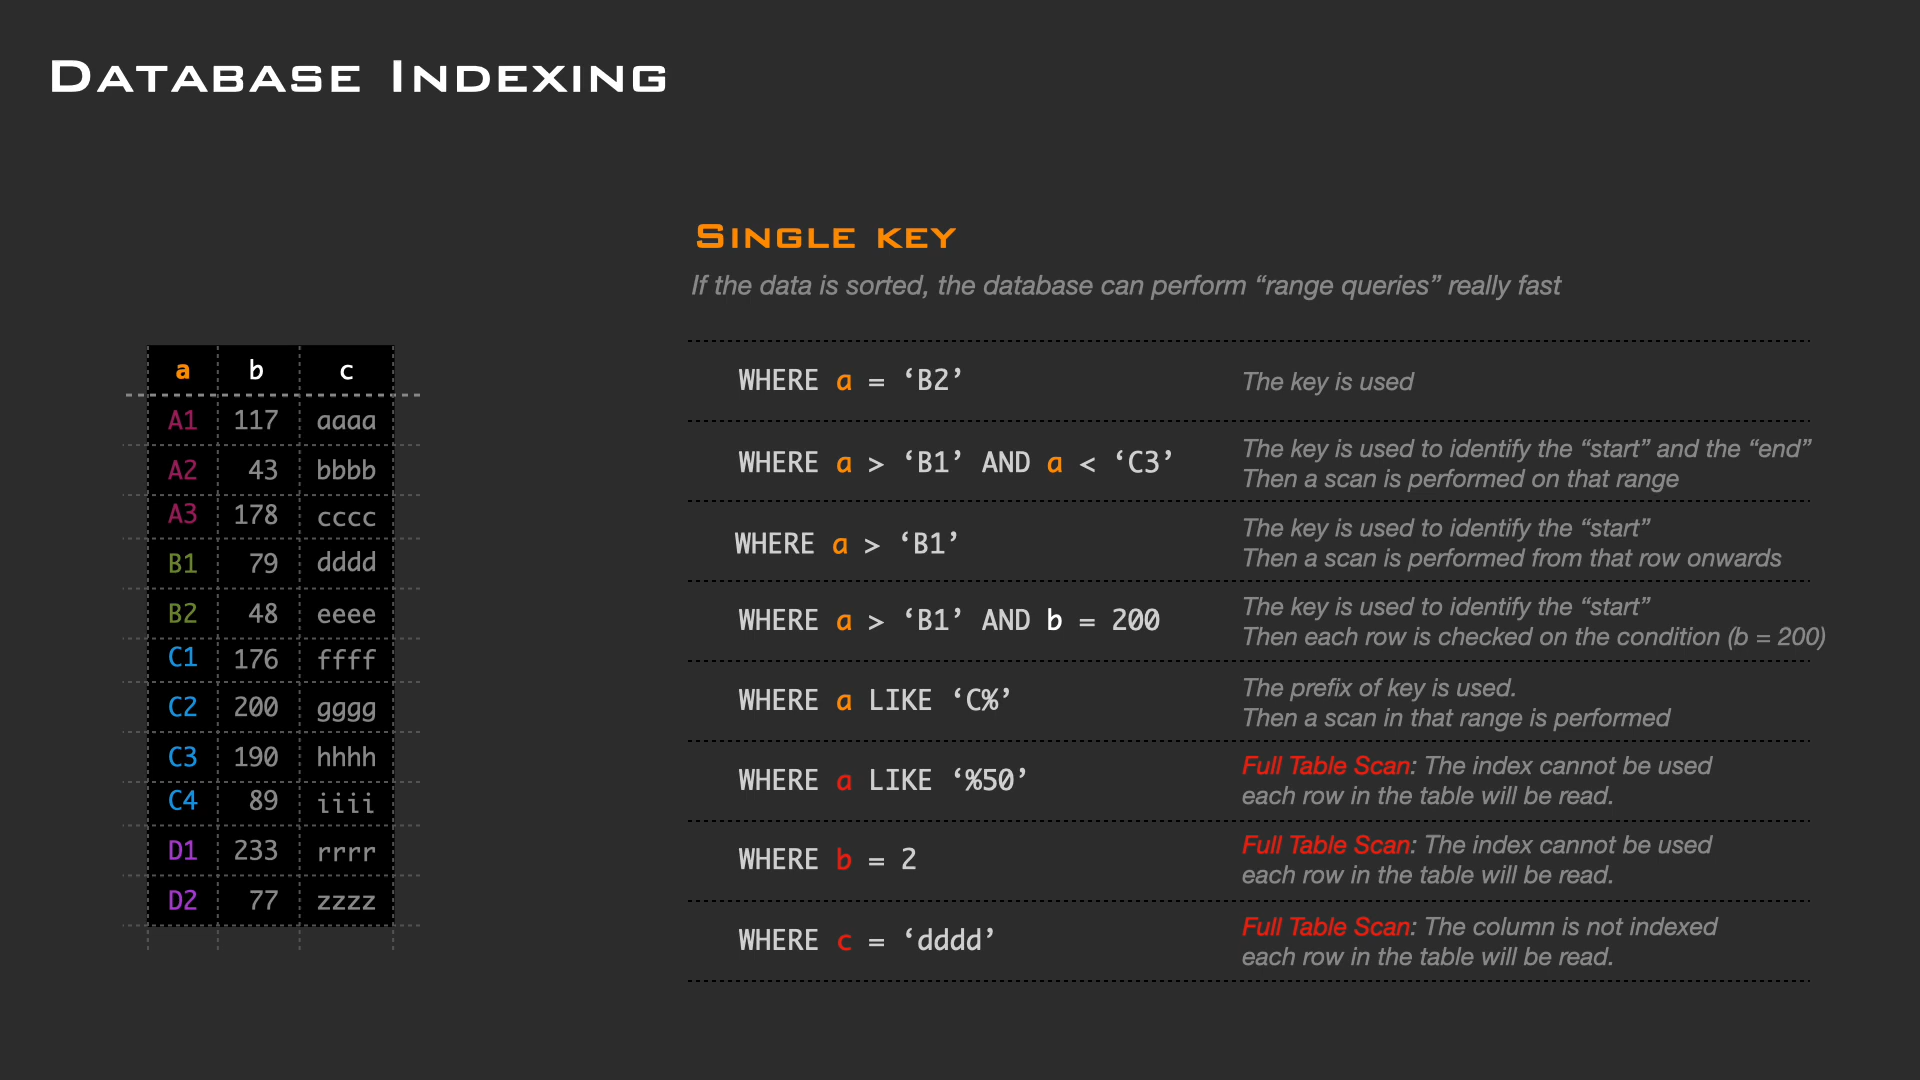 Database Indexing
Single key
If the data is sorted, the database can perform “range queries” really fast
a b c
A1 117 aaaa
A2 43 bbbb
A3 178 cccc
B1 79 dddd
B2 48 eeee
C1 176 ffff
C2 200 gggg
C3 190 hhhh
C4 89 iiii
D1 233 rrrr
D2 77 zzzz
WHERE a = ‘B2’
The key is used
WHERE a > ‘B1’ AND a < ‘C3’
The key is used to identify the “start” and the “end”
Then a scan is performed on that range
WHERE a > ‘B1’
The key is used to identify the “start”
Then a scan is performed from that row onwards
WHERE a > ‘B1’ AND b = 200
The key is used to identify the “start”
Then each row is checked on the condition (b = 200)
WHERE a LIKE ‘C%’
The prefix of key is used.
Then a scan in that range is performed
WHERE a LIKE ‘%50’
Full Table Scan: The index cannot be used
each row in the table will be read.
WHERE b = 2
Full Table Scan: The index cannot be used
each row in the table will be read.
WHERE c = ‘dddd’
Full Table Scan: The column is not indexed
each row in the table will be read.